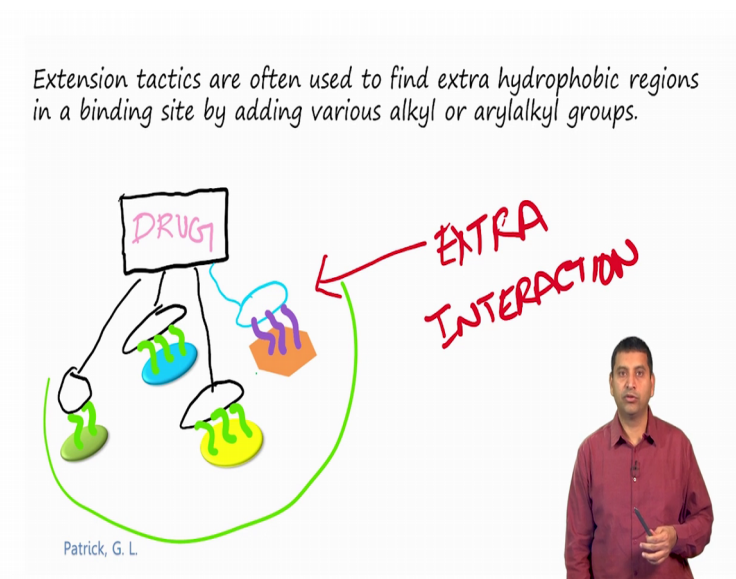 Extension tactics are often used to find extra hydrophobic regions
in a binding site by adding various alkyl or arylalkyl groups.
DRUG
EXTRA
INTERACTION
Patrick, G. L.